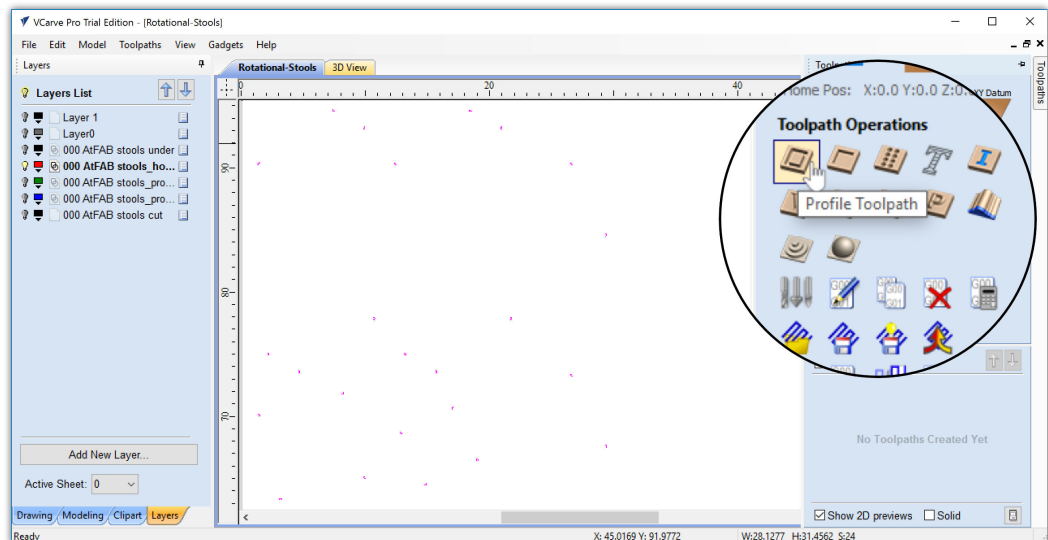 VCarve Pro Trial Edition - [Rotational-Stools]
File Edit Model Toolpaths View Gadgets Help
Layers
Rotational-Stools 3D View
Toolpaths
Layers List
Layer 1
Layer0
000 AtFAB stools under
000 AtFAB stools_ho...
000 AtFAB stools_pro...
000 AtFAB stools_pro...
000 AtFAB stools cut
Add New Layer...
Active Sheet: 0
Drawing Modeling Clipart Layers
0 20 40
90
80
70
Home Pos: X:0.0 Y:0.0 XY Datum
Toolpath Operations
Profile Toolpath
No Toolpaths Created Yet
Show 2D previews Solid
Ready
X: 45.0169 Y: 91.9772 W:28.1277 H:31.4562 S:24